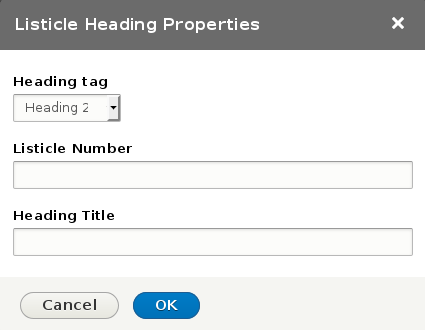 Listicle Heading Properties
Heading tag
Heading 2
Listicle Number
Heading Title
Cancel OK